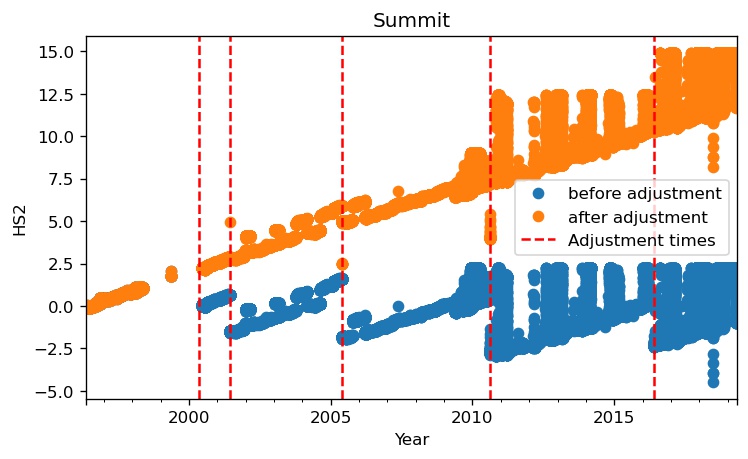 Summit
15.0
12.5
10.0
7.5
5.0
2.5
0.0
−2.5
−5.0
HS2
before adjustment
after adjustment
Adjustment times
2000
2005
2010
2015
Year